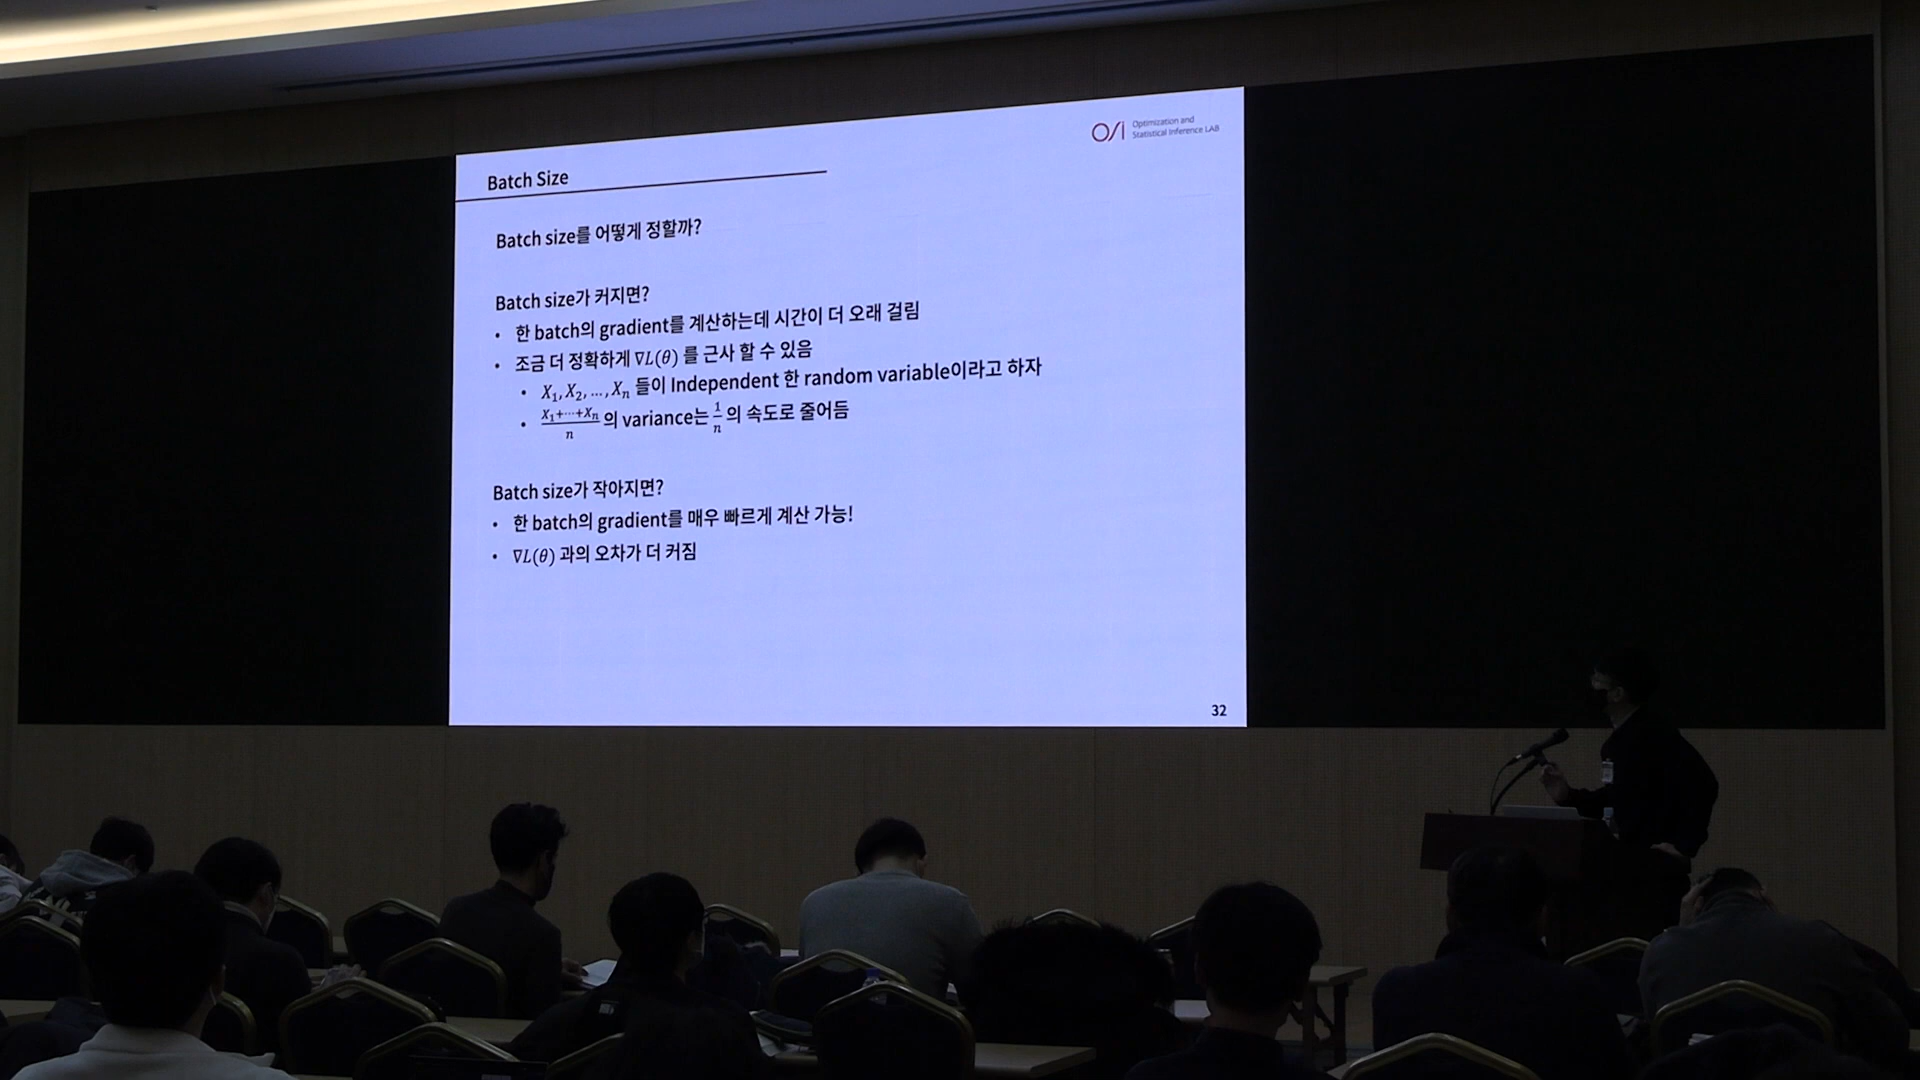 OSI Optimization and
Statistical Inference LAB
Batch Size
Batch size를 어떻게 정할까?
Batch size가 커지면?
• 한 batch의 gradient를 계산하는데 시간이 더 오래 걸림
• 조금 더 정확하게 ∇L(θ) 를 근사 할 수 있음
• X₁, X₂, ..., Xₙ 들이 Independent 한 random variable이라고 하자
• (X₁+⋯+Xₙ)/n 의 variance는 1/n 의 속도로 줄어듬
Batch size가 작아지면?
• 한 batch의 gradient를 매우 빠르게 계산 가능!
• ∇L(θ) 과의 오차가 더 커짐
32